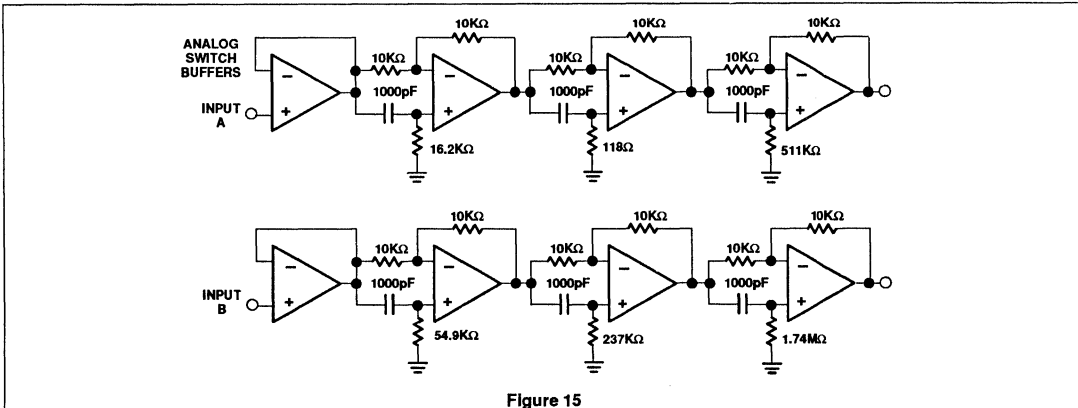 10KΩ
10KΩ
10KΩ
ANALOG
SWITCH
BUFFERS
10KΩ
10KΩ
10KΩ
−
−
−
−
1000pF
1000pF
1000pF
INPUT
A
+
+
+
+
16.2KΩ
118Ω
511KΩ
10KΩ
10KΩ
10KΩ
10KΩ
10KΩ
10KΩ
−
−
−
−
1000pF
1000pF
1000pF
INPUT
B
+
+
+
+
54.9KΩ
237KΩ
1.74MΩ
Figure 15